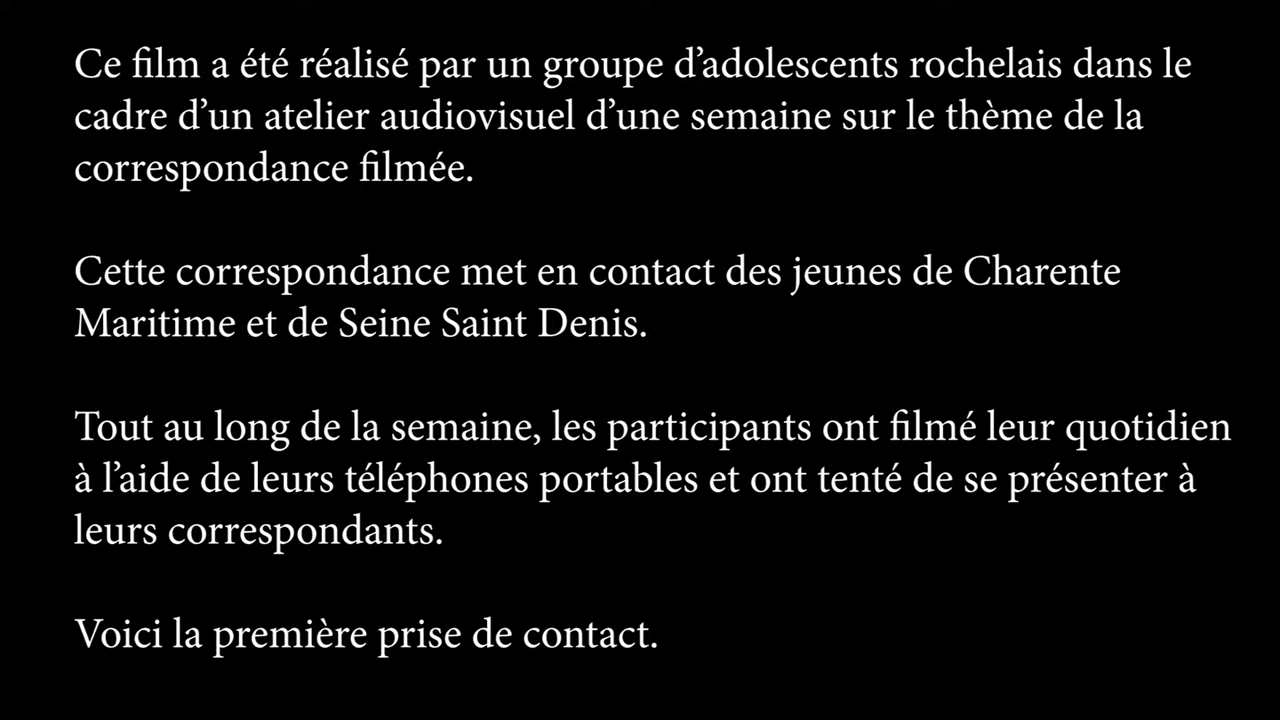 Ce film a été réalisé par un groupe d’adolescents rochelais dans le
cadre d’un atelier audiovisuel d’une semaine sur le thème de la
correspondance filmée.
Cette correspondance met en contact des jeunes de Charente
Maritime et de Seine Saint Denis.
Tout au long de la semaine, les participants ont filmé leur quotidien
à l’aide de leurs téléphones portables et ont tenté de se présenter à
leurs correspondants.
Voici la première prise de contact.